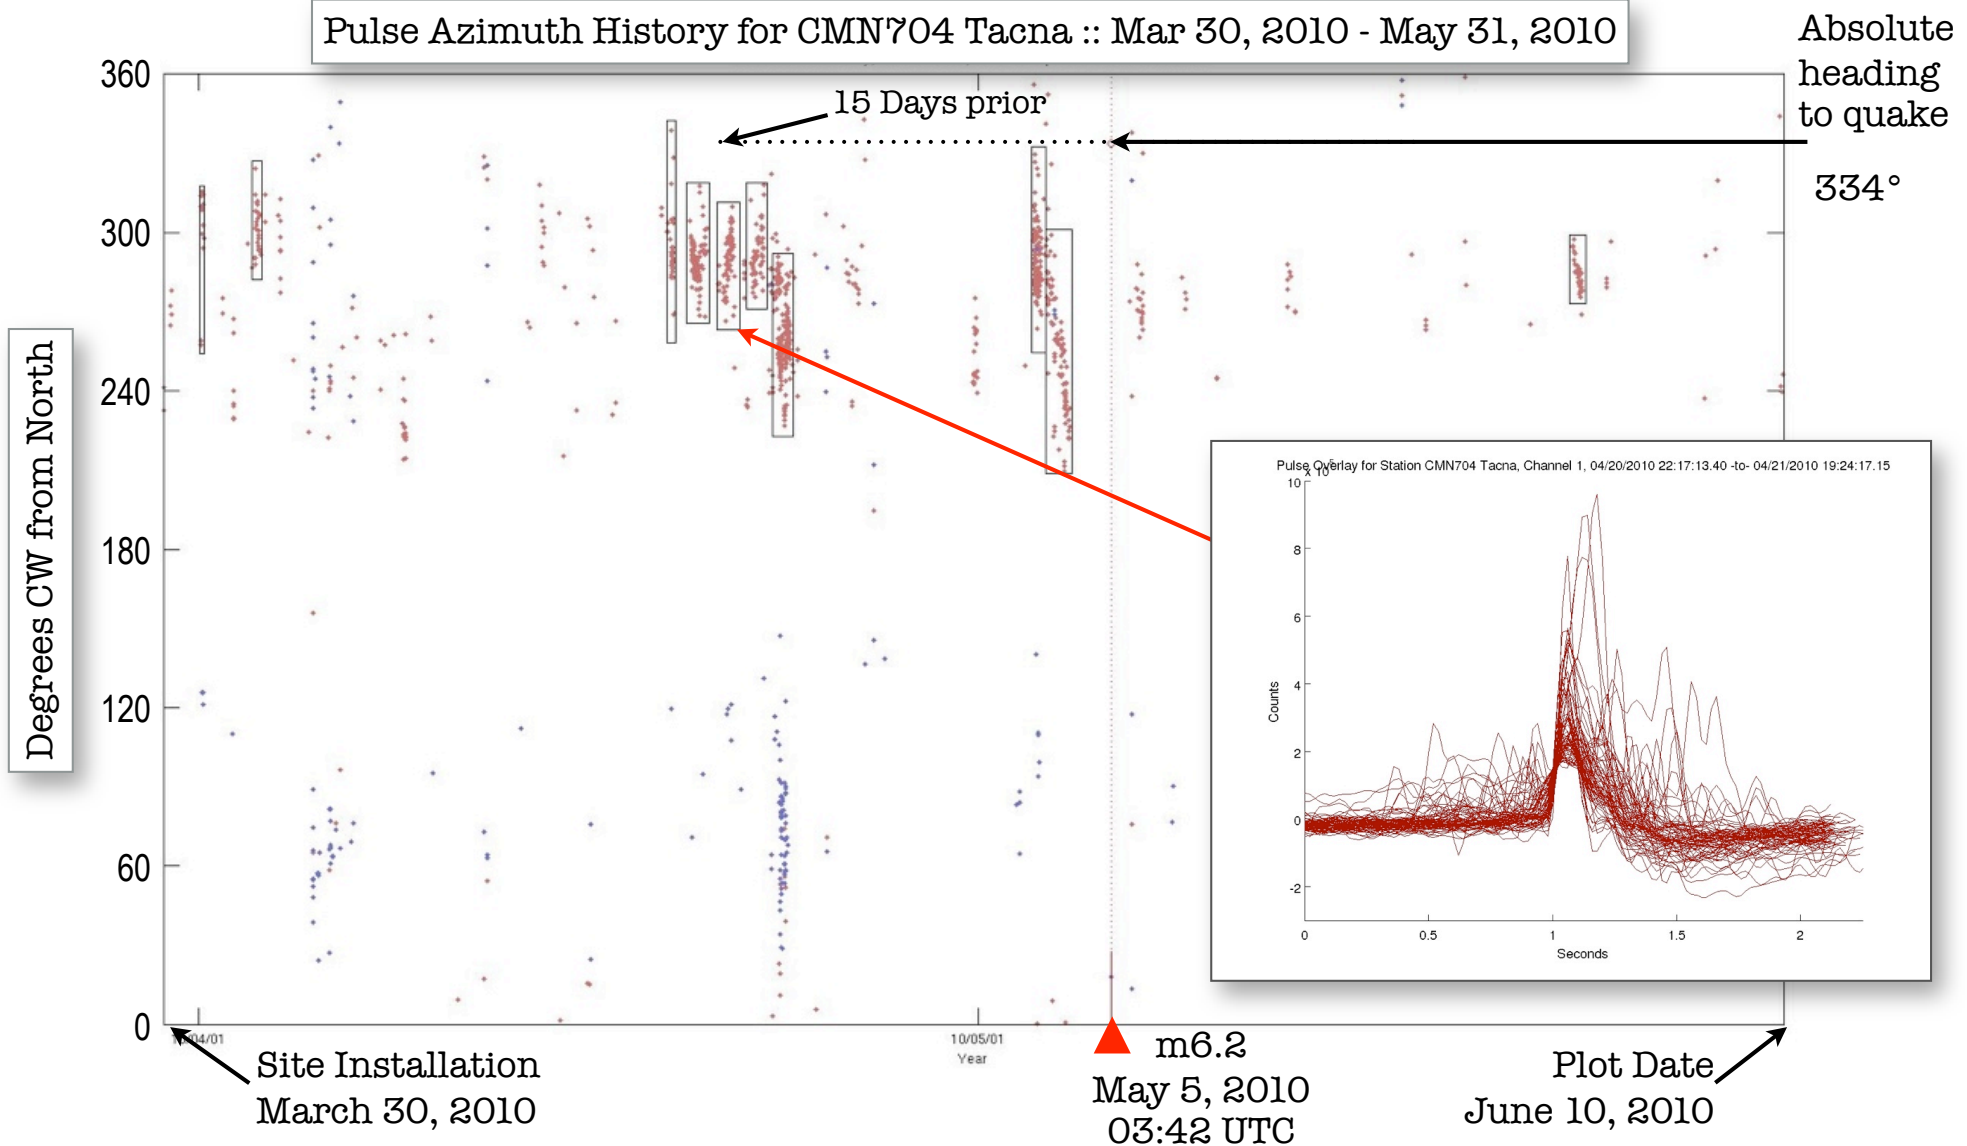 Pulse Azimuth History for CMN704 Tacna :: Mar 30, 2010 - May 31, 2010
Absolute
heading
to quake
334°
15 Days prior
Degrees CW from North
360
300
240
180
120
60
0
10/05/01
Year
Site Installation
March 30, 2010
m6.2
May 5, 2010
03:42 UTC
Plot Date
June 10, 2010
Pulse Overlay for Station CMN704 Tacna, Channel 1, 04/20/2010 22:17:13.40 -to- 04/21/2010 19:24:17.15
x 10
Counts
10
8
6
4
2
0
-2
0
0.5
1
1.5
2
Seconds